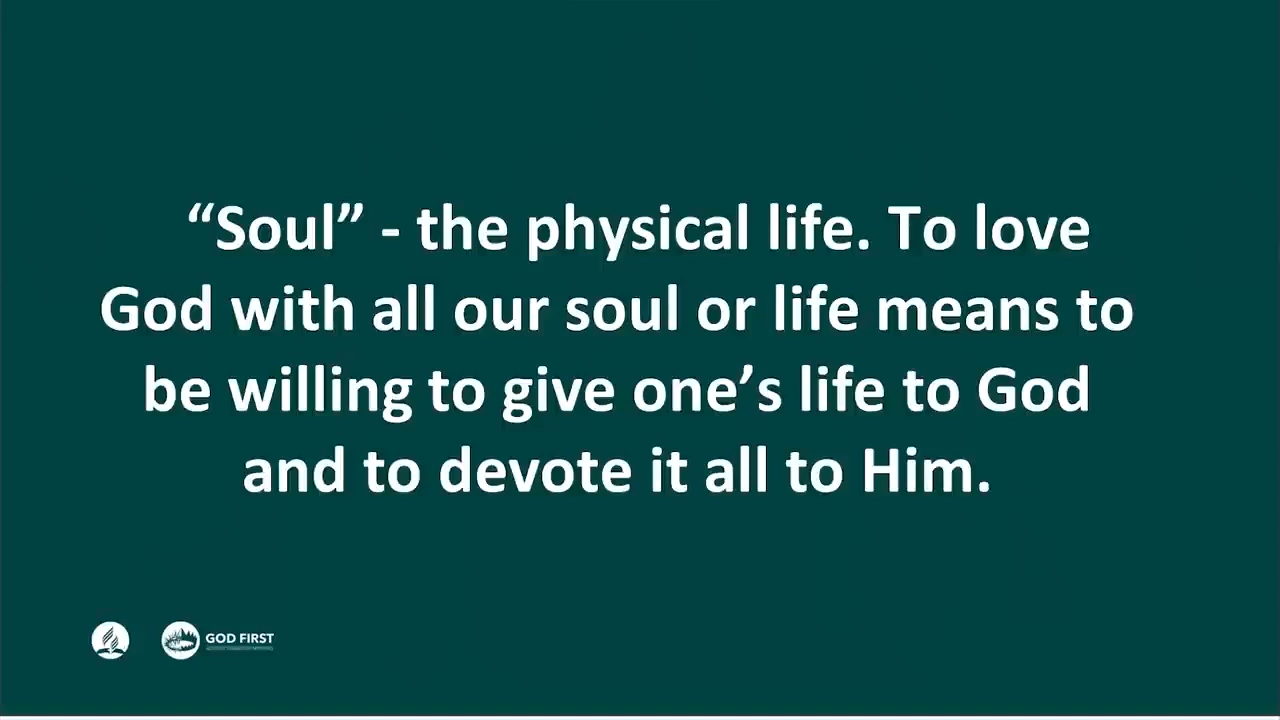 “Soul” - the physical life. To love
God with all our soul or life means to
be willing to give one’s life to God
and to devote it all to Him.
GOD FIRST